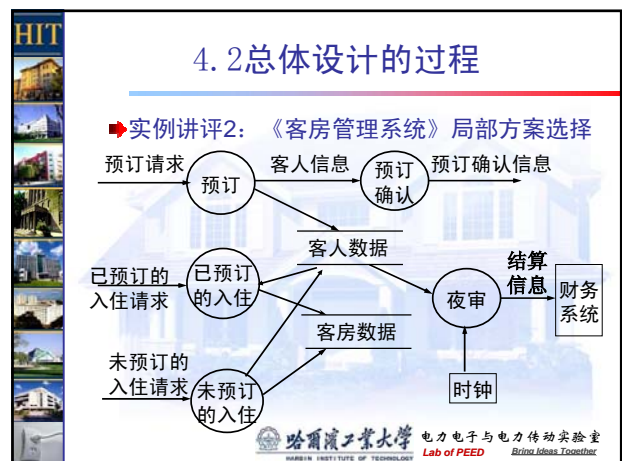 HIT
4.2总体设计的过程
实例讲评2：《客房管理系统》局部方案选择
预订请求
预订
客人信息
预订
确认
预订确认信息
客人数据
已预订的
入住请求
已预订
的入住
夜审
结算
信息
财务
系统
客房数据
未预订的
入住请求
未预订
的入住
时钟
哈尔滨工业大学
HARBIN INSTITUTE OF TECHNOLOGY
电力电子与电力传动实验室
Lab of PEED Bring Ideas Together